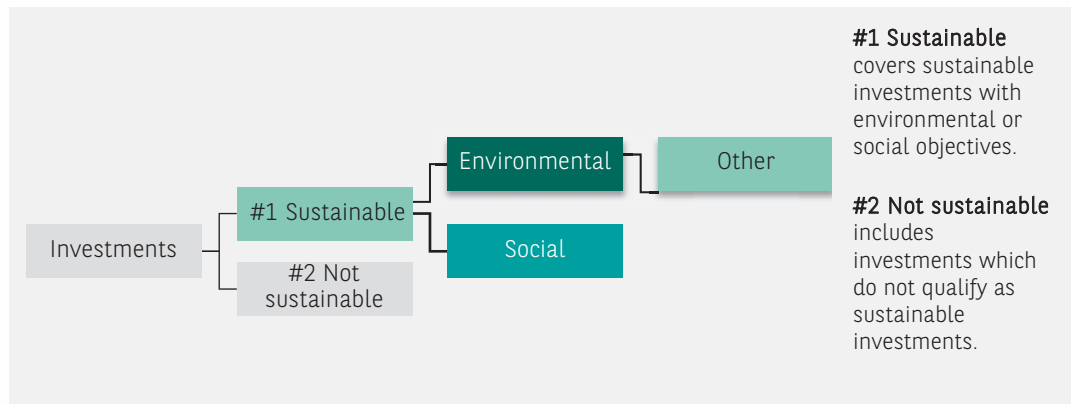 Investments
#1 Sustainable
#2 Not
sustainable
Environmental
Social
Other
#1 Sustainable
covers sustainable
investments with
environmental or
social objectives.
#2 Not sustainable
includes
investments which
do not qualify as
sustainable
investments.